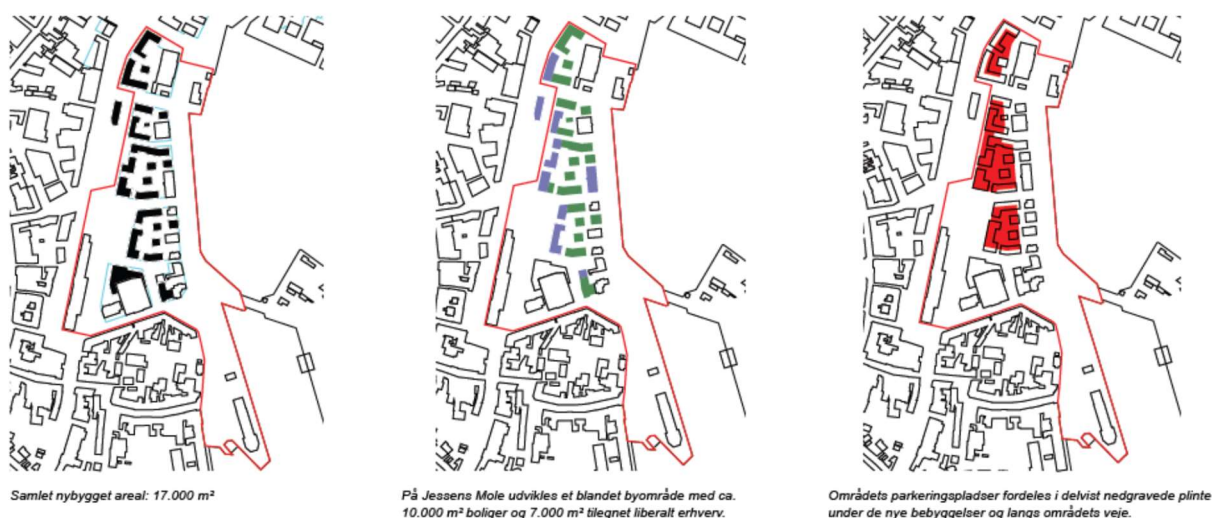 Samlet nybygget areal: 17.000 m²
På Jessens Mole udvikles et blandet byområde med ca.
10.000 m² boliger og 7.000 m² tilegnet liberalt erhverv.
Områdets parkeringspladser fordeles i delvist nedgravede plinte
under de nye bebyggelser og langs områdets veje.